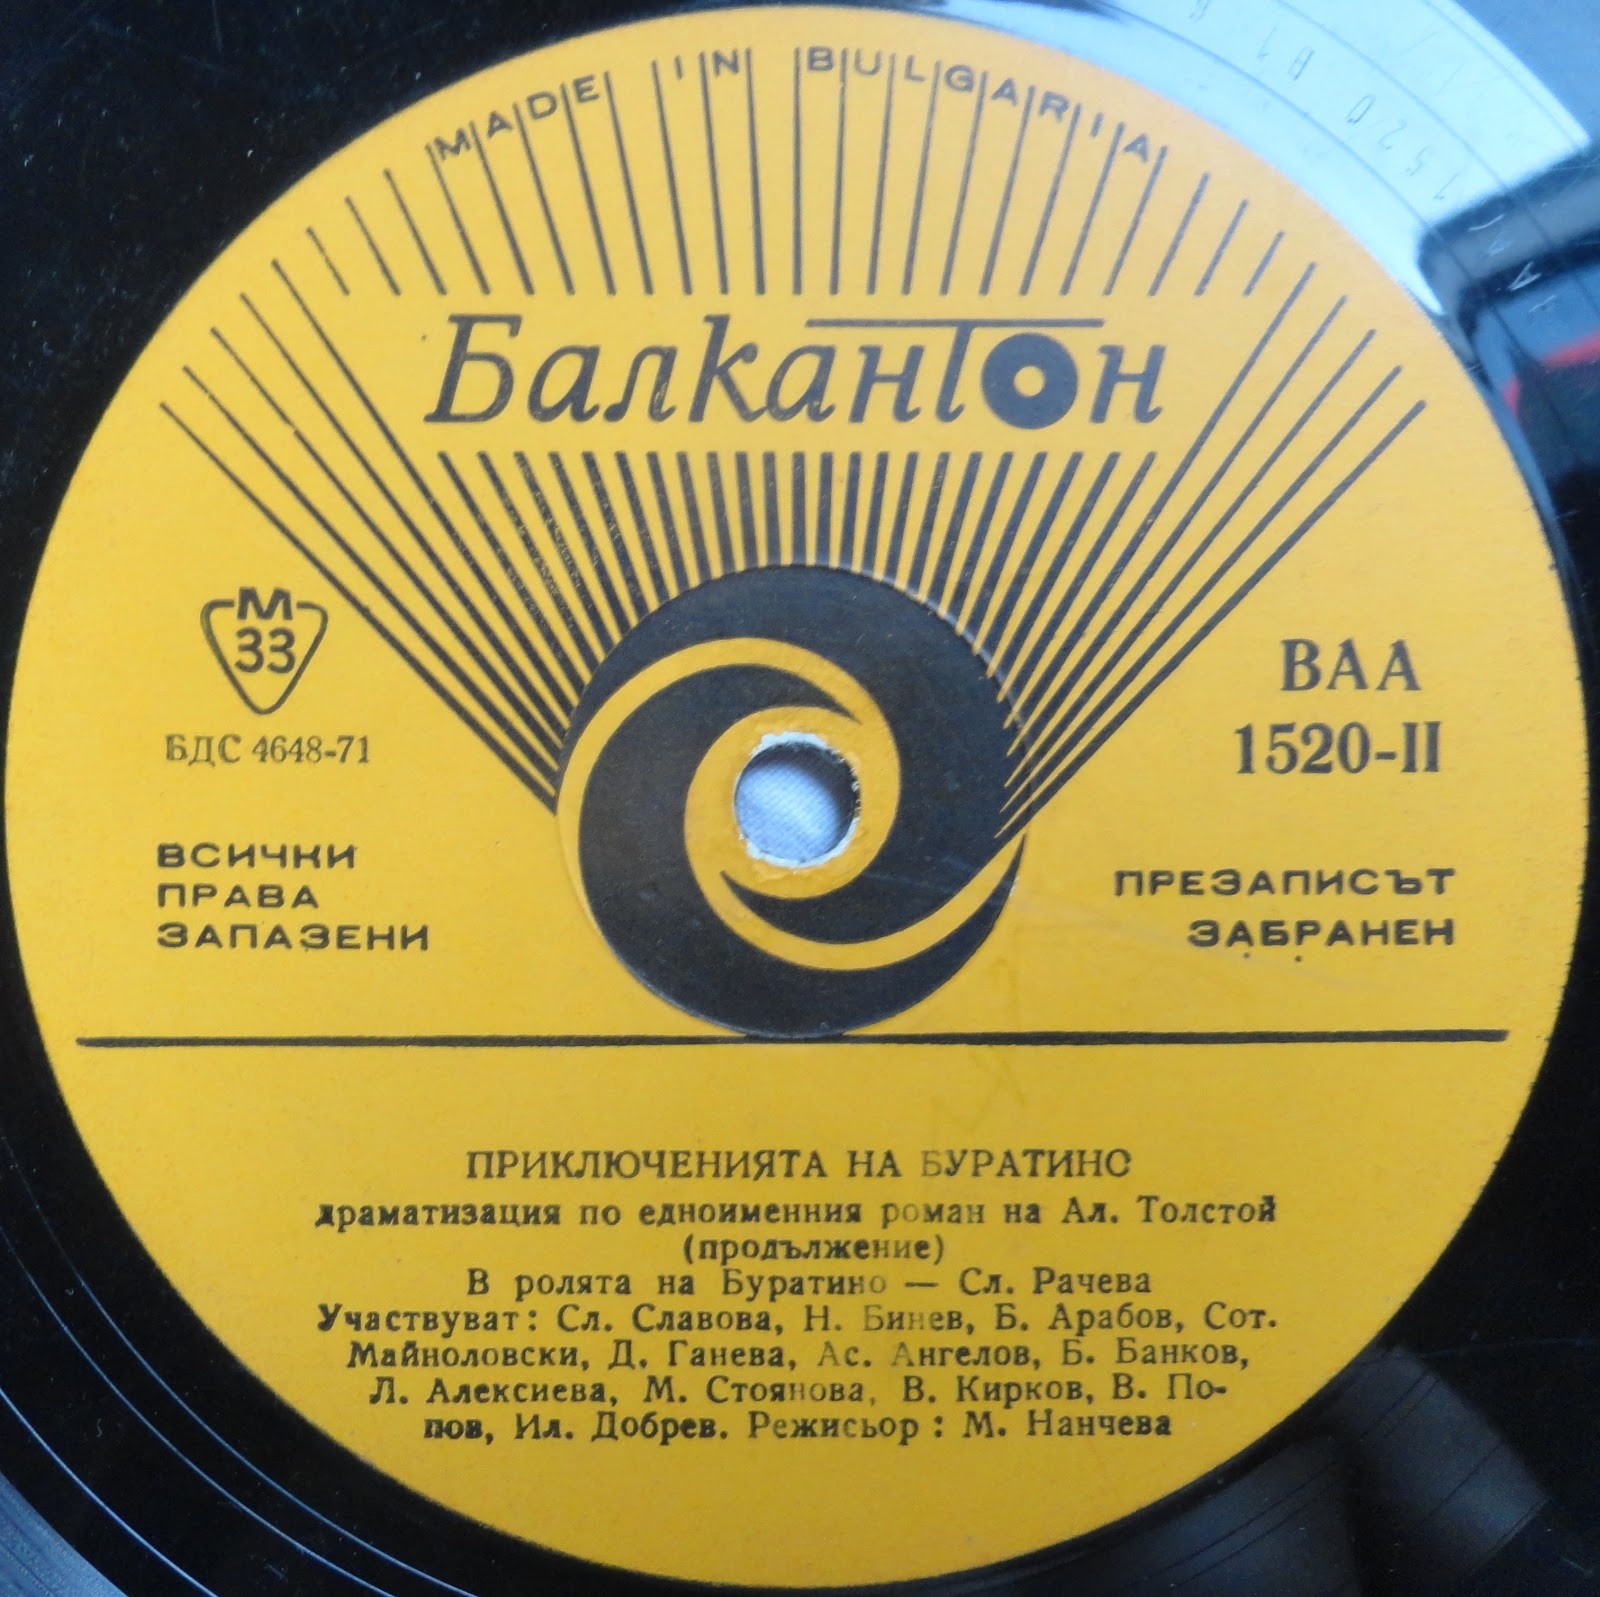 MADE IN BULGARIA
Балкантон
М
33
БДС 4648-71
ВАА
1520-II
ВСИЧКИ
ПРАВА
ЗАПАЗЕНИ
ПРЕЗАПИСЪТ
ЗАБРАНЕН
ПРИКЛЮЧЕНИЯТА НА БУРАТИНО
драматизация по едноименния роман на Ал. Толстой
(продължение)
В ролята на Буратино — Сл. Рачева
Участвуват: Сл. Славова, Н. Бинев, Б. Арабов, Сот.
Майноловски, Д. Ганева, Ас. Ангелов, Б. Банков,
Л. Алексиева, М. Стоянова, В. Кирков, В. По-
пов, Ил. Добрев. Режисьор : М. Нанчева